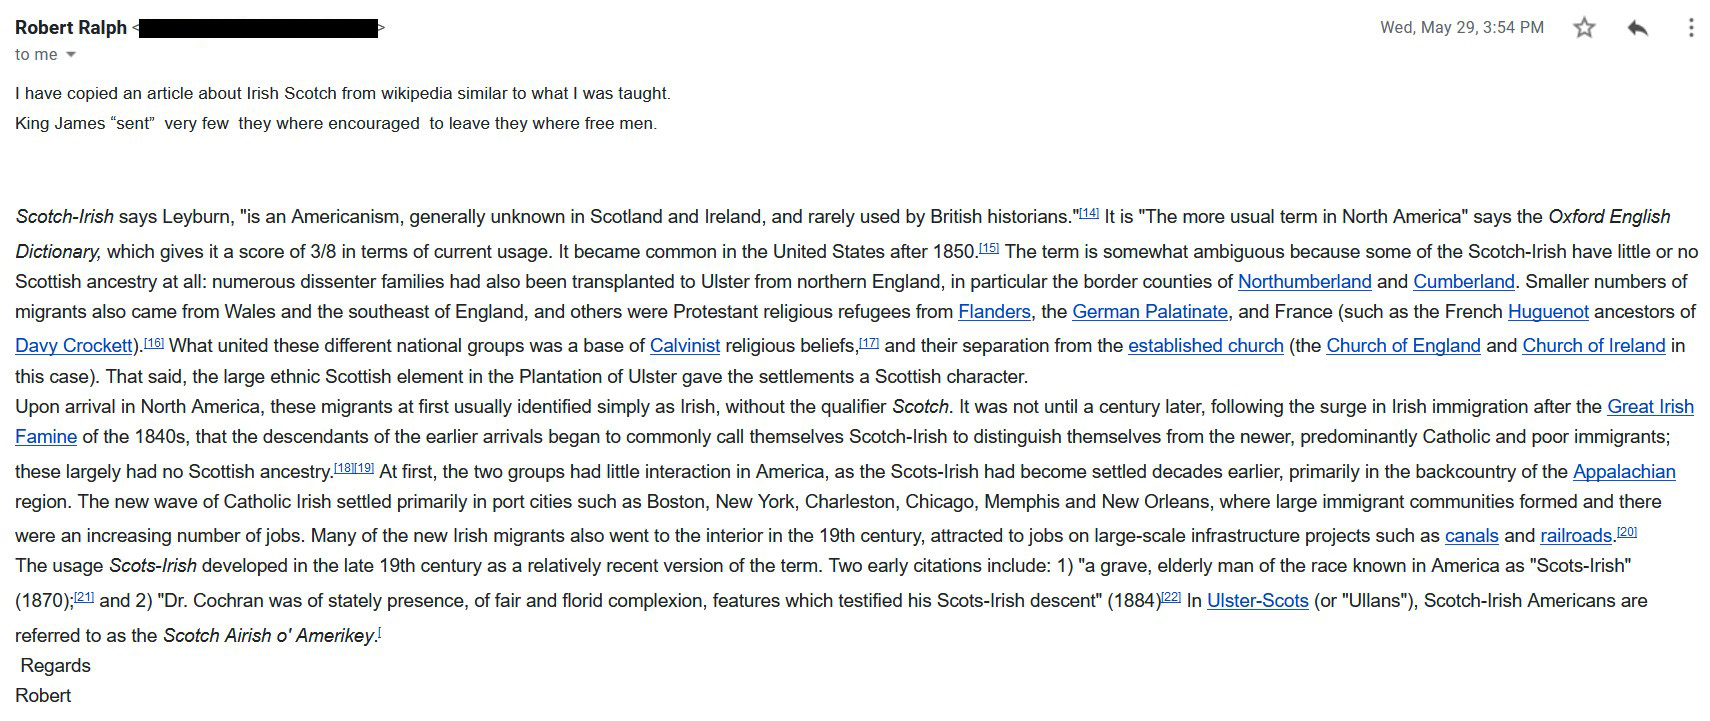 Robert Ralph < >
Wed, May 29, 3:54 PM
to me
I have copied an article about Irish Scotch from wikipedia similar to what I was taught.
King James “sent”  very few  they where encouraged  to leave they where free men.
Scotch-Irish says Leyburn, "is an Americanism, generally unknown in Scotland and Ireland, and rarely used by British historians."[14] It is "The more usual term in North America" says the Oxford English
Dictionary, which gives it a score of 3/8 in terms of current usage. It became common in the United States after 1850.[15] The term is somewhat ambiguous because some of the Scotch-Irish have little or no
Scottish ancestry at all: numerous dissenter families had also been transplanted to Ulster from northern England, in particular the border counties of Northumberland and Cumberland. Smaller numbers of
migrants also came from Wales and the southeast of England, and others were Protestant religious refugees from Flanders, the German Palatinate, and France (such as the French Huguenot ancestors of
Davy Crockett).[16] What united these different national groups was a base of Calvinist religious beliefs,[17] and their separation from the established church (the Church of England and Church of Ireland in
this case). That said, the large ethnic Scottish element in the Plantation of Ulster gave the settlements a Scottish character.
Upon arrival in North America, these migrants at first usually identified simply as Irish, without the qualifier Scotch. It was not until a century later, following the surge in Irish immigration after the Great Irish
Famine of the 1840s, that the descendants of the earlier arrivals began to commonly call themselves Scotch-Irish to distinguish themselves from the newer, predominantly Catholic and poor immigrants;
these largely had no Scottish ancestry.[18][19] At first, the two groups had little interaction in America, as the Scots-Irish had become settled decades earlier, primarily in the backcountry of the Appalachian
region. The new wave of Catholic Irish settled primarily in port cities such as Boston, New York, Charleston, Chicago, Memphis and New Orleans, where large immigrant communities formed and there
were an increasing number of jobs. Many of the new Irish migrants also went to the interior in the 19th century, attracted to jobs on large-scale infrastructure projects such as canals and railroads.[20]
The usage Scots-Irish developed in the late 19th century as a relatively recent version of the term. Two early citations include: 1) "a grave, elderly man of the race known in America as "Scots-Irish"
(1870);[21] and 2) "Dr. Cochran was of stately presence, of fair and florid complexion, features which testified his Scots-Irish descent" (1884)[22] In Ulster-Scots (or "Ullans"), Scotch-Irish Americans are
referred to as the Scotch Airish o' Amerikey.[
Regards
Robert